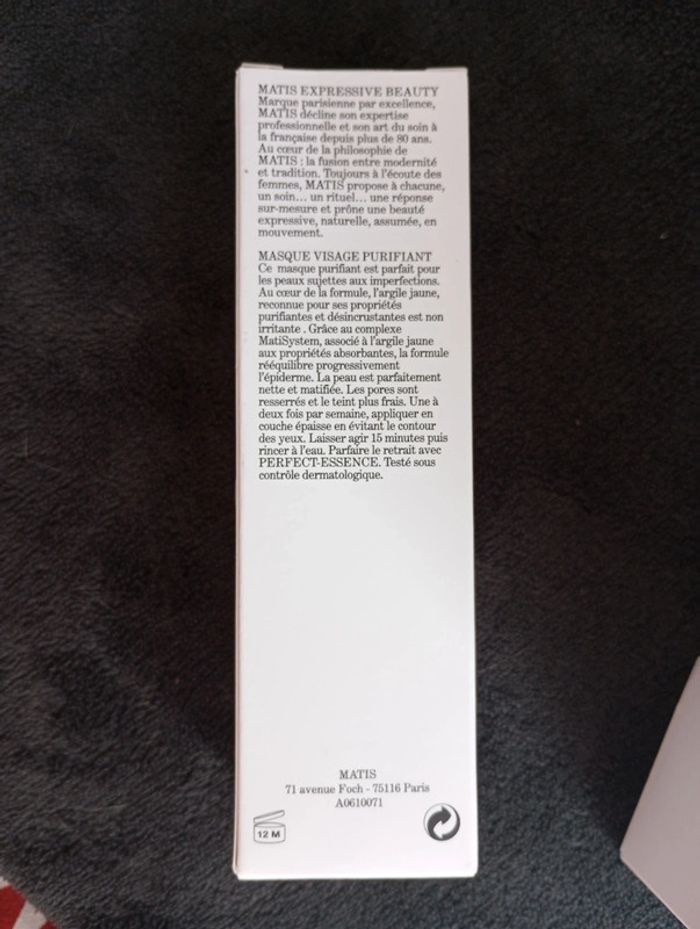 MATIS EXPRESSIVE BEAUTY
Marque parisienne par excellence,
MATIS décline son expertise
professionnelle et son art du soin à
la française depuis plus de 80 ans.
Au cœur de la philosophie de
MATIS : la fusion entre modernité
et tradition. Toujours à l'écoute des
femmes, MATIS propose à chacune,
un soin... un rituel... une réponse
sur-mesure et prône une beauté
expressive, naturelle, assumée, en
mouvement.
MASQUE VISAGE PURIFIANT
Ce masque purifiant est parfait pour
les peaux sujettes aux imperfections.
Au cœur de la formule, l'argile jaune,
reconnue pour ses propriétés
purifiantes et désincrustantes est non
irritante . Grâce au complexe
MatiSystem, associé à l'argile jaune
aux propriétés absorbantes, la formule
rééquilibre progressivement
l'épiderme. La peau est parfaitement
nette et matifiée. Les pores sont
resserrés et le teint plus frais. Une à
deux fois par semaine, appliquer en
couche épaisse en évitant le contour
des yeux. Laisser agir 15 minutes puis
rincer à l'eau. Parfaire le retrait avec
PERFECT-ESSENCE. Testé sous
contrôle dermatologique.
MATIS
71 avenue Foch - 75116 Paris
A0610071
12 M